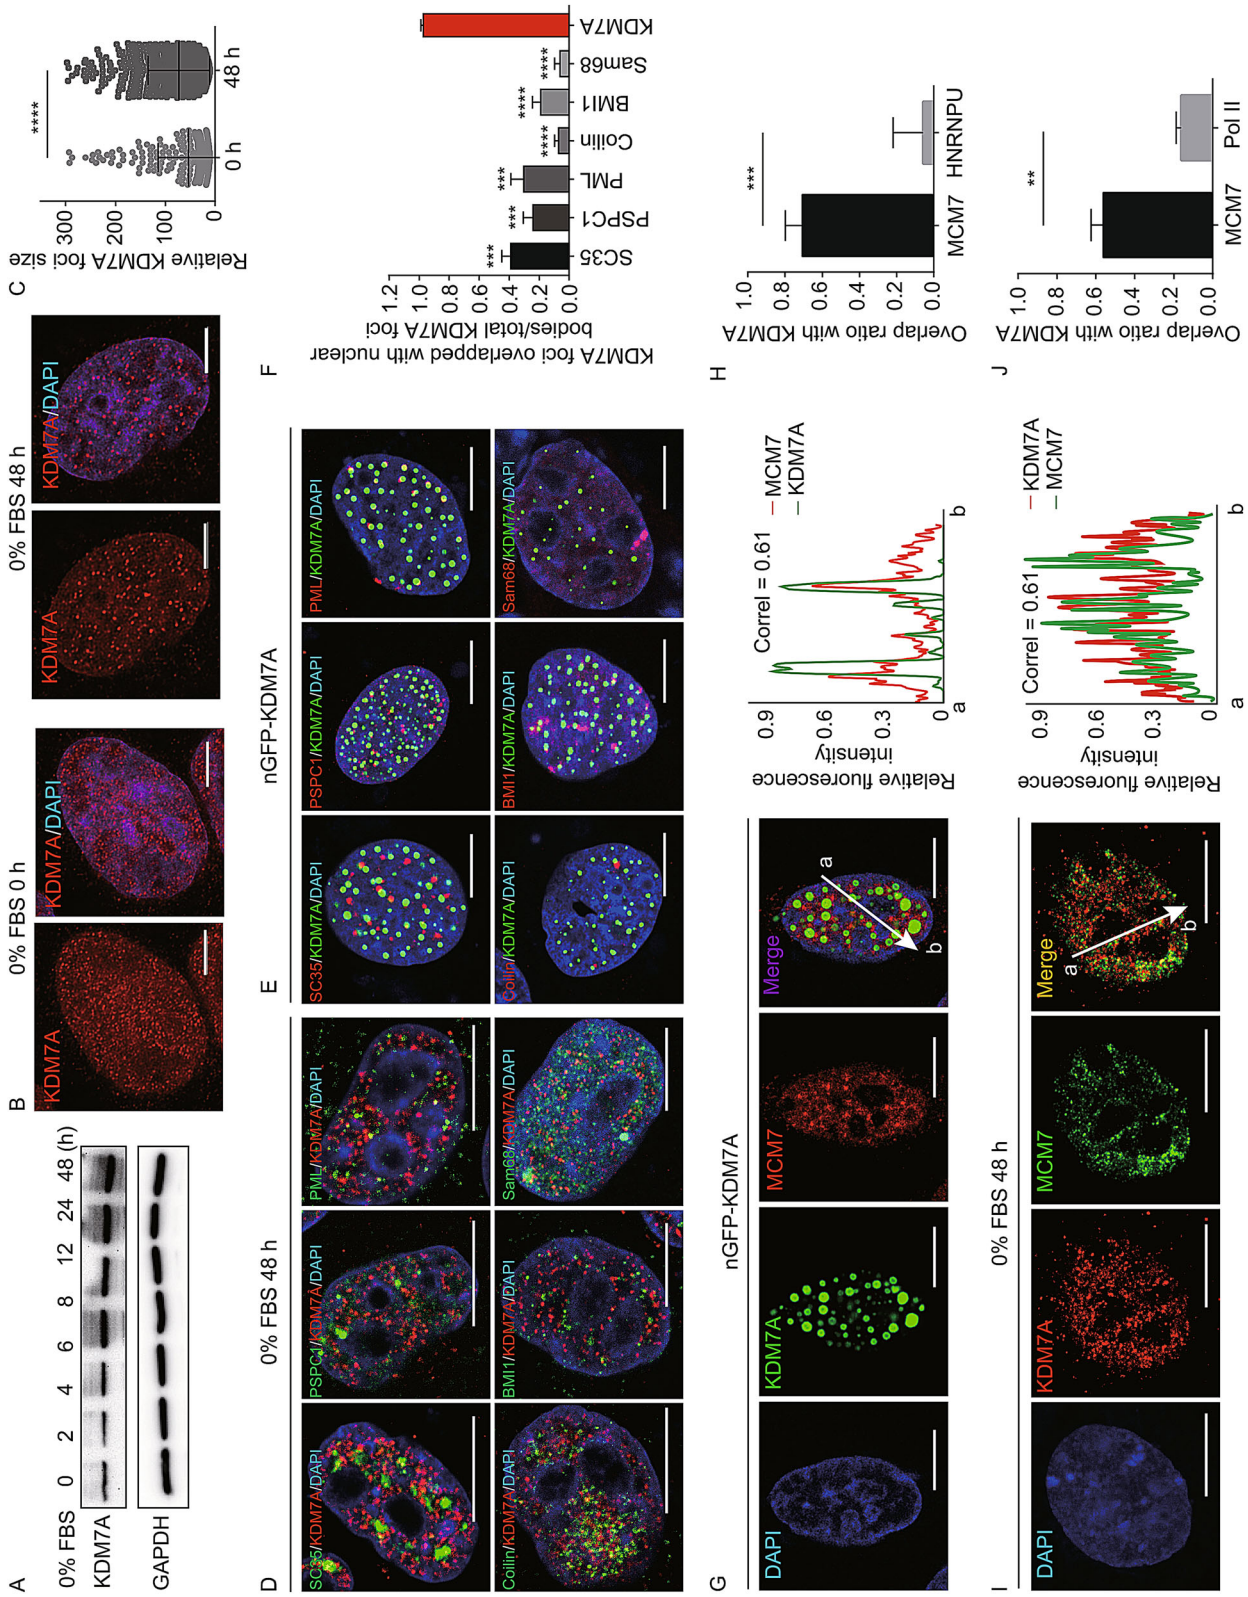 A
0% FBS 0 2 4 6 8 12 24 48 (h)
KDM7A
GAPDH
B
0% FBS 0 h
KDM7A
KDM7A/DAPI
0% FBS 48 h
KDM7A
KDM7A/DAPI
C
Relative KDM7A foci size
300
200
100
0
****
0 h
48 h
D
0% FBS 48 h
SC35/KDM7A/DAPI
PSPC1/KDM7A/DAPI
PML/KDM7A/DAPI
Coilin/KDM7A/DAPI
BMI1/KDM7A/DAPI
Sam68/KDM7A/DAPI
E
nGFP-KDM7A
SC35/KDM7A/DAPI
PSPC1/KDM7A/DAPI
PML/KDM7A/DAPI
Coilin/KDM7A/DAPI
BMI1/KDM7A/DAPI
Sam68/KDM7A/DAPI
F
KDM7A foci overlapped with nuclear
bodies/total KDM7A foci
1.2
1.0
0.8
0.6
0.4
0.2
0.0
***
***
***
****
****
****
SC35
PSPC1
PML
Coilin
BMI1
Sam68
KDM7A
G
nGFP-KDM7A
DAPI
KDM7A
MCM7
Merge
a
b
Relative fluorescence
intensity
0.9
0.6
0.3
0
Correl = 0.61
MCM7
KDM7A
a
b
H
Overlap ratio with KDM7A
1.0
0.8
0.6
0.4
0.2
0.0
***
MCM7
HNRNPU
I
0% FBS 48 h
DAPI
KDM7A
MCM7
Merge
a
b
Relative fluorescence
intensity
0.9
0.6
0.3
0
Correl = 0.61
KDM7A
MCM7
a
b
J
Overlap ratio with KDM7A
1.0
0.8
0.6
0.4
0.2
0.0
**
MCM7
Pol II